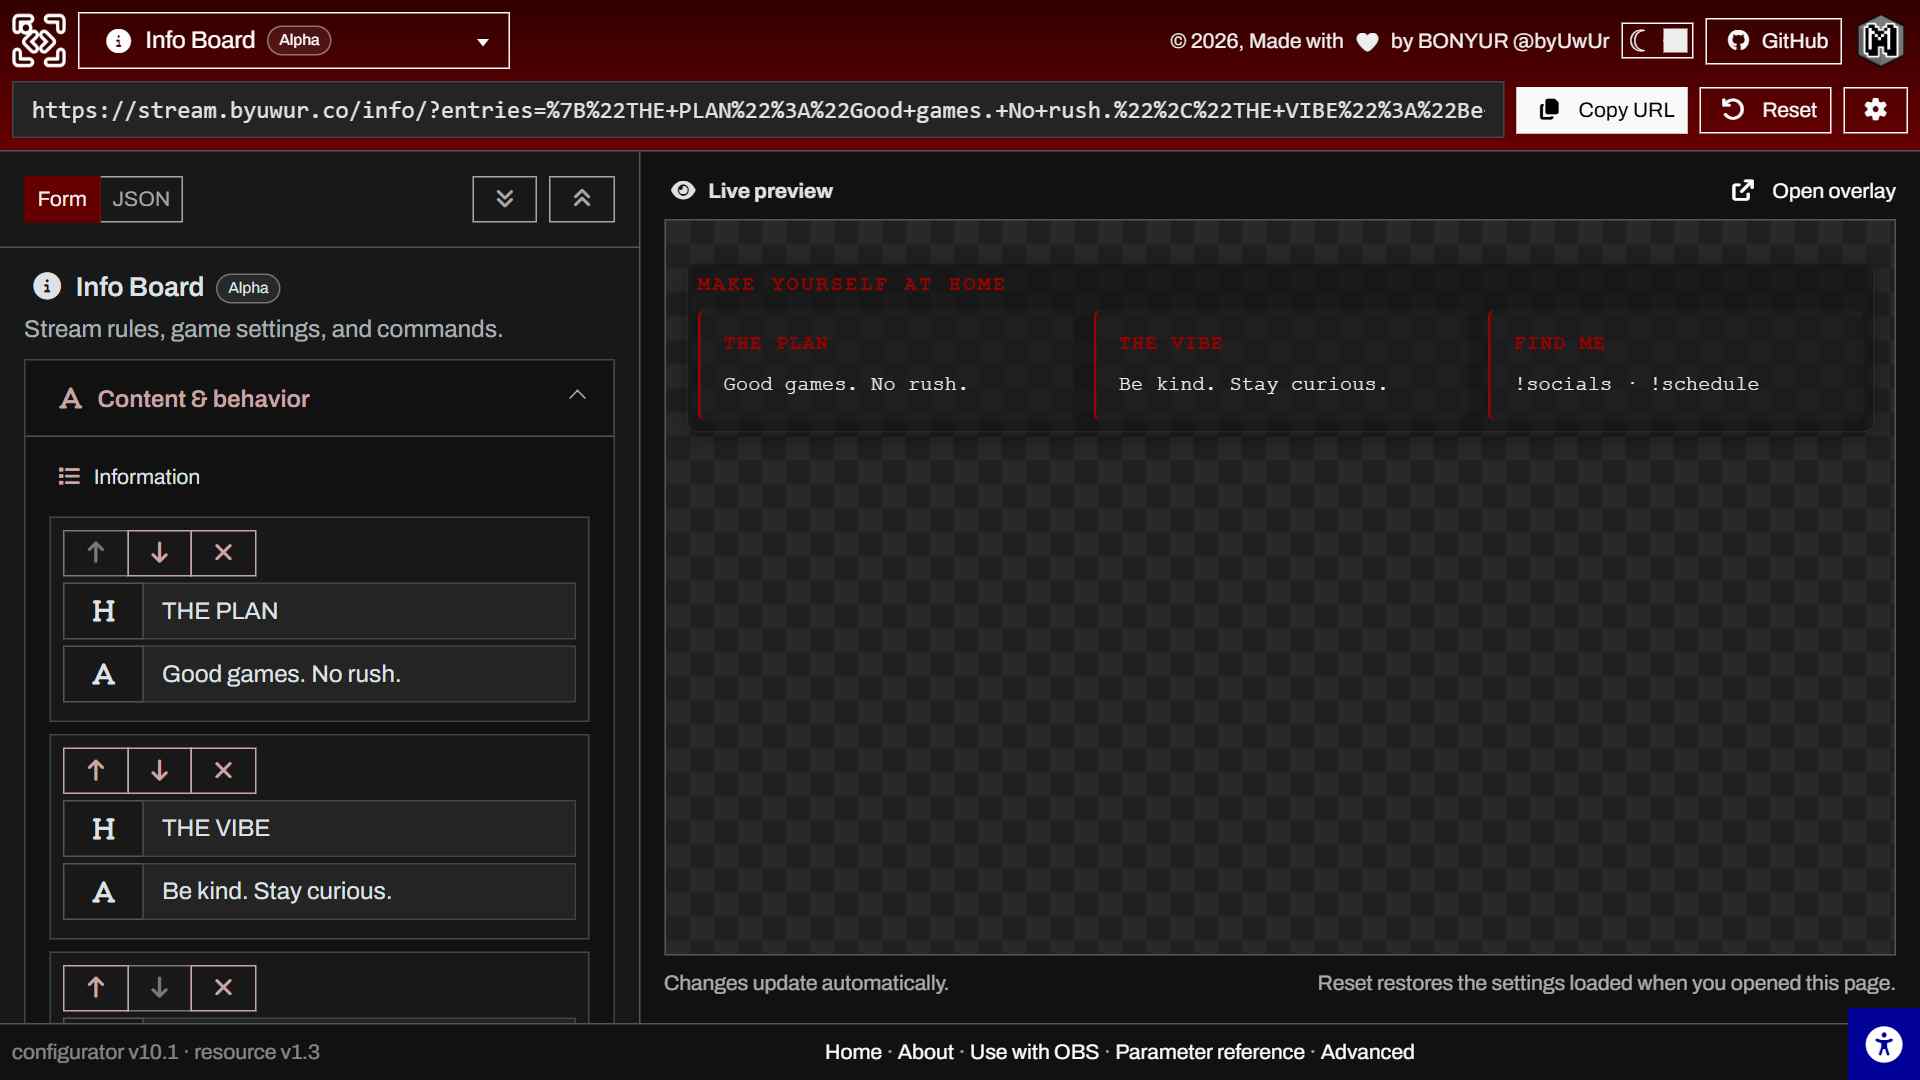 Info Board Alpha
© 2026, Made with by BONYUR @byUwUr
GitHub
https://stream.byuwur.co/info/?entries=%7B%22THE+PLAN%22%3A%22Good+games.+No+rush.%22%2C%22THE+VIBE%22%3A%22Be
Copy URL
Reset
Form
JSON
Info Board Alpha
Stream rules, game settings, and commands.
Content & behavior
Information
H THE PLAN
A Good games. No rush.
H THE VIBE
A Be kind. Stay curious.
Live preview
Open overlay
MAKE YOURSELF AT HOME
THE PLAN
Good games. No rush.
THE VIBE
Be kind. Stay curious.
FIND ME
!socials · !schedule
Changes update automatically.
Reset restores the settings loaded when you opened this page.
configurator v10.1 · resource v1.3
Home · About · Use with OBS · Parameter reference · Advanced